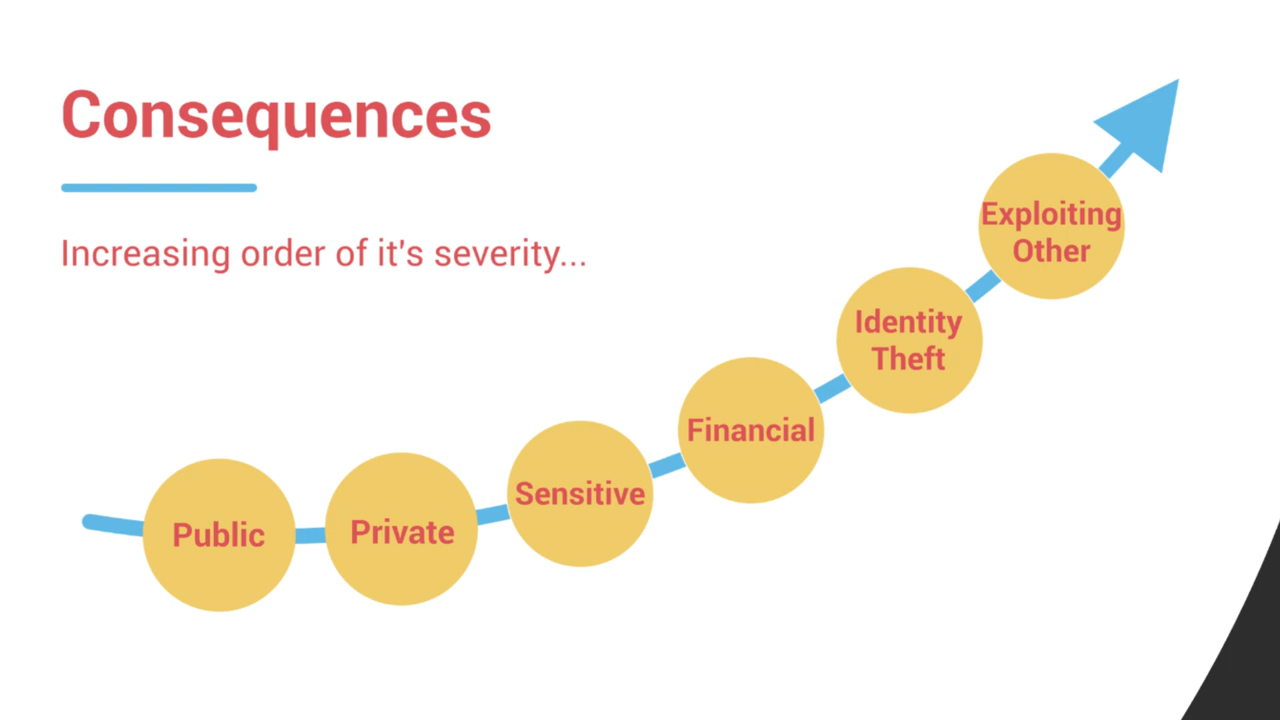 Consequences
Increasing order of it's severity...
Public
Private
Sensitive
Financial
Identity
Theft
Exploiting
Other